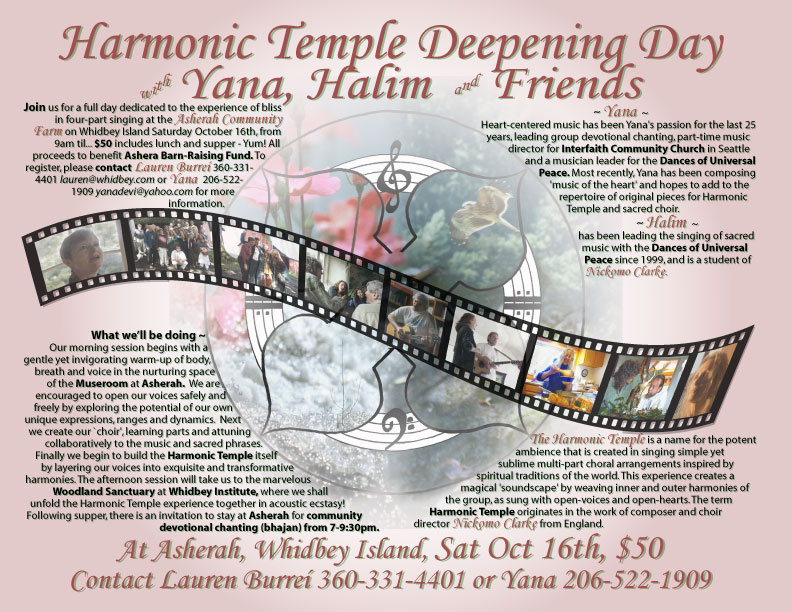 Harmonic Temple Deepening Day
with Yana, Halim and Friends
Join us for a full day dedicated to the experience of bliss
in four-part singing at the Asherah Community
Farm on Whidbey Island Saturday October 16th, from
9am til... $50 includes lunch and supper - Yum! All
proceeds to benefit Ashera Barn-Raising Fund. To
register, please contact Lauren Burreí 360-331-
4401 lauren@whidbey.com or Yana 206-522-
1909 yanadevi@yahoo.com for more
information.
~ Yana ~
Heart-centered music has been Yana's passion for the last 25
years, leading group devotional chanting, part-time music
director for Interfaith Community Church in Seattle
and a musician leader for the Dances of Universal
Peace. Most recently, Yana has been composing
'music of the heart' and hopes to add to the
repertoire of original pieces for Harmonic
Temple and sacred choir.
~ Halim ~
has been leading the singing of sacred
music with the Dances of Universal
Peace since 1999, and is a student of
Nickomo Clarke.
What we'll be doing ~
Our morning session begins with a
gentle yet invigorating warm-up of body,
breath and voice in the nurturing space
of the Museroom at Asherah. We are
encouraged to open our voices safely and
freely by exploring the potential of our own
unique expressions, ranges and dynamics. Next
we create our `choir', learning parts and attuning
collaboratively to the music and sacred phrases.
Finally we begin to build the Harmonic Temple itself
by layering our voices into exquisite and transformative
harmonies. The afternoon session will take us to the marvelous
Woodland Sanctuary at Whidbey Institute, where we shall
unfold the Harmonic Temple experience together in acoustic ecstasy!
Following supper, there is an invitation to stay at Asherah for community
devotional chanting (bhajan) from 7-9:30pm.
The Harmonic Temple is a name for the potent
ambience that is created in singing simple yet
sublime multi-part choral arrangements inspired by
spiritual traditions of the world. This experience creates a
magical 'soundscape' by weaving inner and outer harmonies of
the group, as sung with open-voices and open-hearts. The term
Harmonic Temple originates in the work of composer and choir
director Nickomo Clarke from England.
At Asherah, Whidbey Island, Sat Oct 16th, $50
Contact Lauren Burreí 360-331-4401 or Yana 206-522-1909